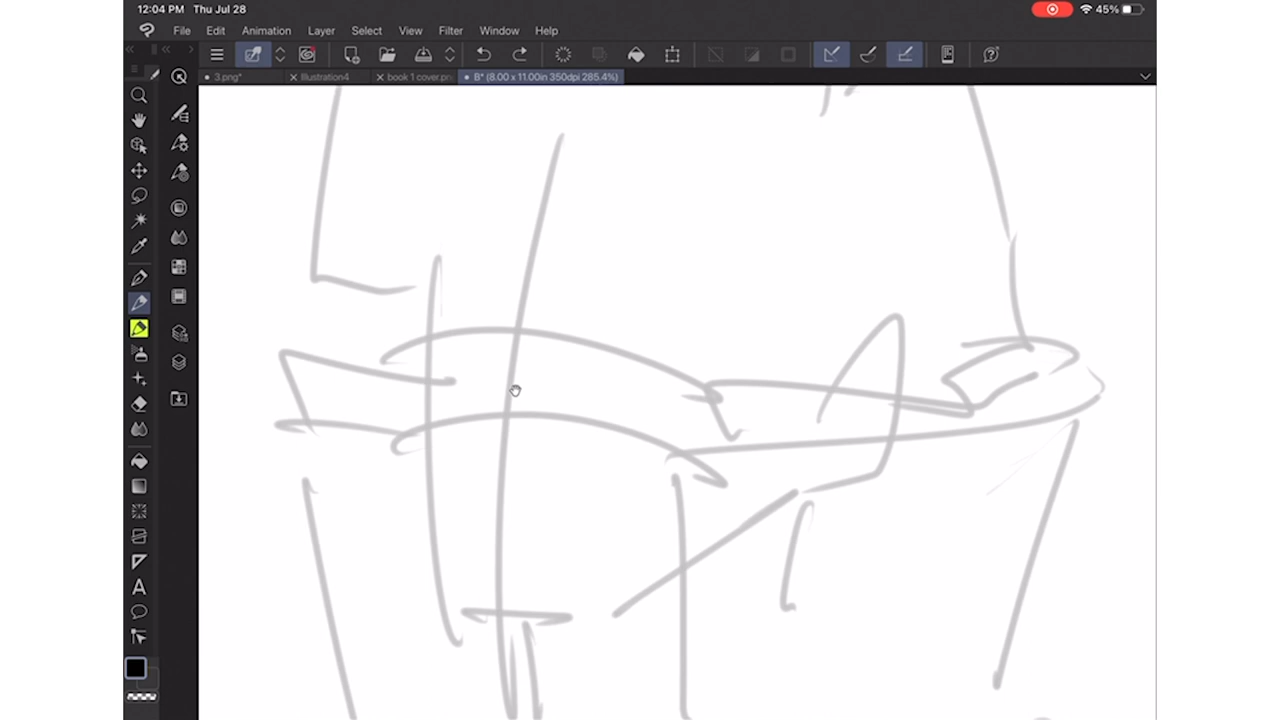 12:04 PM Thu Jul 28 45%
File Edit Animation Layer Select View Filter Window Help
3.png* Illustration4 book 1 cover.pn B* (8.00 x 11.00in 350dpi 285.4%)
A